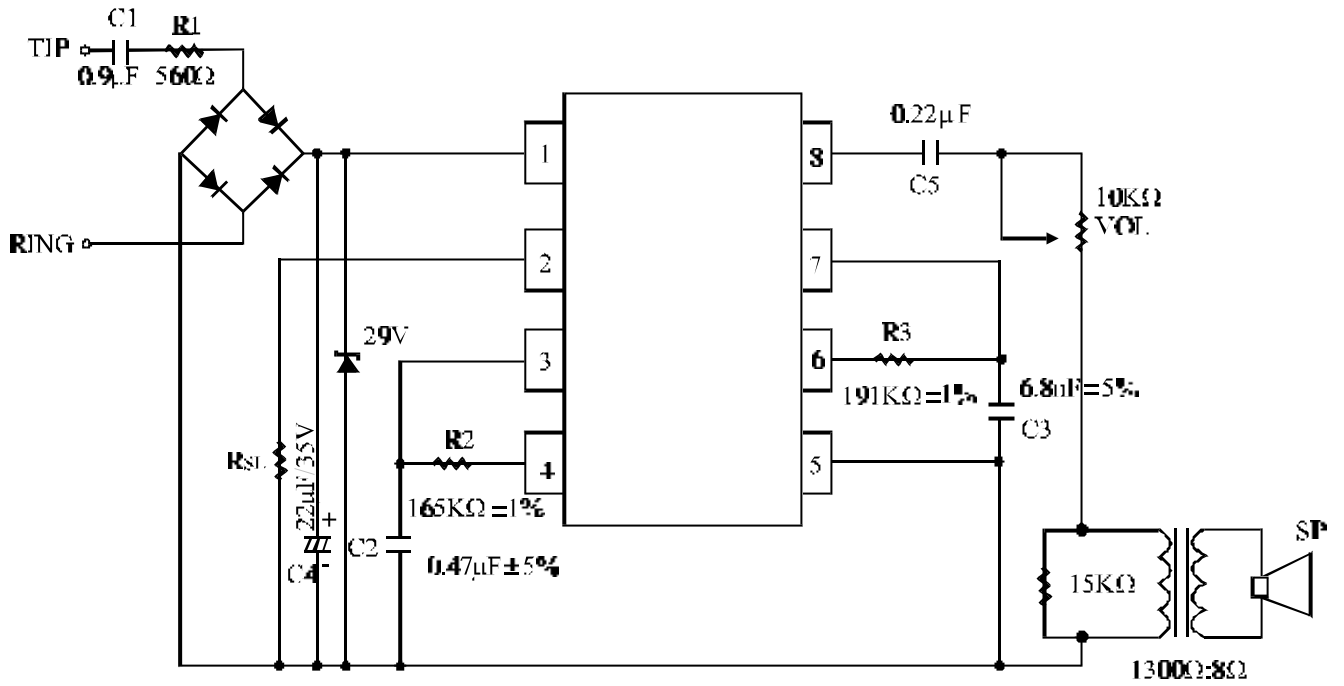 C1
R1
TIP
0.9μF
560Ω
RING
1
2
3
4
8
7
6
5
0.22μF
C5
10KΩ
VOL
29V
R3
191KΩ=1%
6.8nF=5%
C3
RSL
22μF/35V
+
C4
-
R2
165KΩ=1%
C2
0.47μF±5%
15KΩ
SP
1300Ω:8Ω